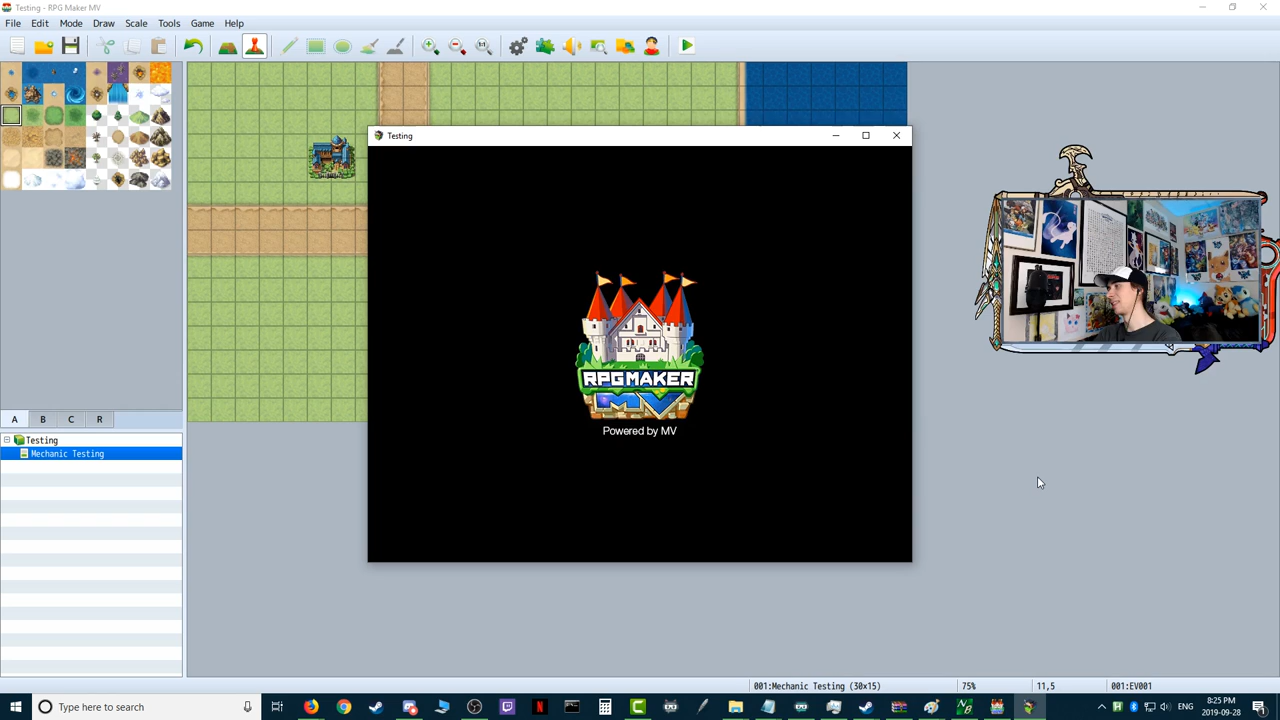 Testing - RPG Maker MV
File Edit Mode Draw Scale Tools Game Help
Testing
RPG MAKER
MV
Powered by MV
A B C R
Testing
Mechanic Testing
001:Mechanic Testing (30x15) 75% 11,5 001:EV001
Type here to search
ENG
8:25 PM
2019-09-28